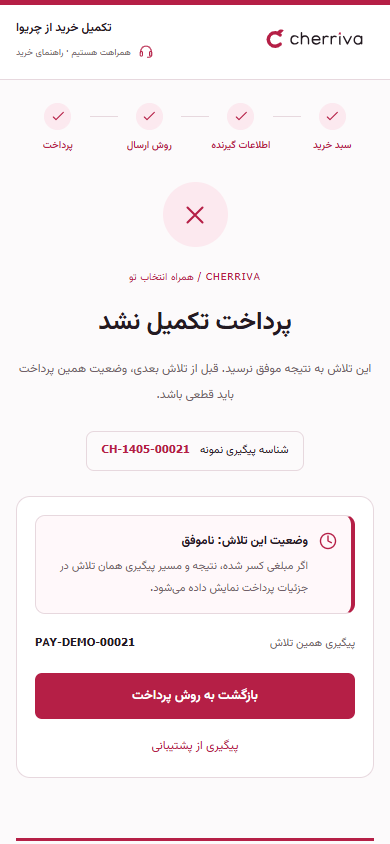 cherriva
تکمیل خرید از چریوا
همراهت هستیم · راهنمای خرید
سبد خرید
اطلاعات گیرنده
روش ارسال
پرداخت
CHERRIVA / همراه انتخاب تو
پرداخت تکمیل نشد
این تلاش به نتیجه موفق نرسید. قبل از تلاش بعدی، وضعیت همین پرداخت
باید قطعی باشد.
شناسه پیگیری نمونه CH-1405-00021
وضعیت این تلاش: ناموفق
اگر مبلغی کسر شده، نتیجه و مسیر پیگیری همان تلاش در
جزئیات پرداخت نمایش داده می‌شود.
پیگیری همین تلاش PAY-DEMO-00021
بازگشت به روش پرداخت
پیگیری از پشتیبانی